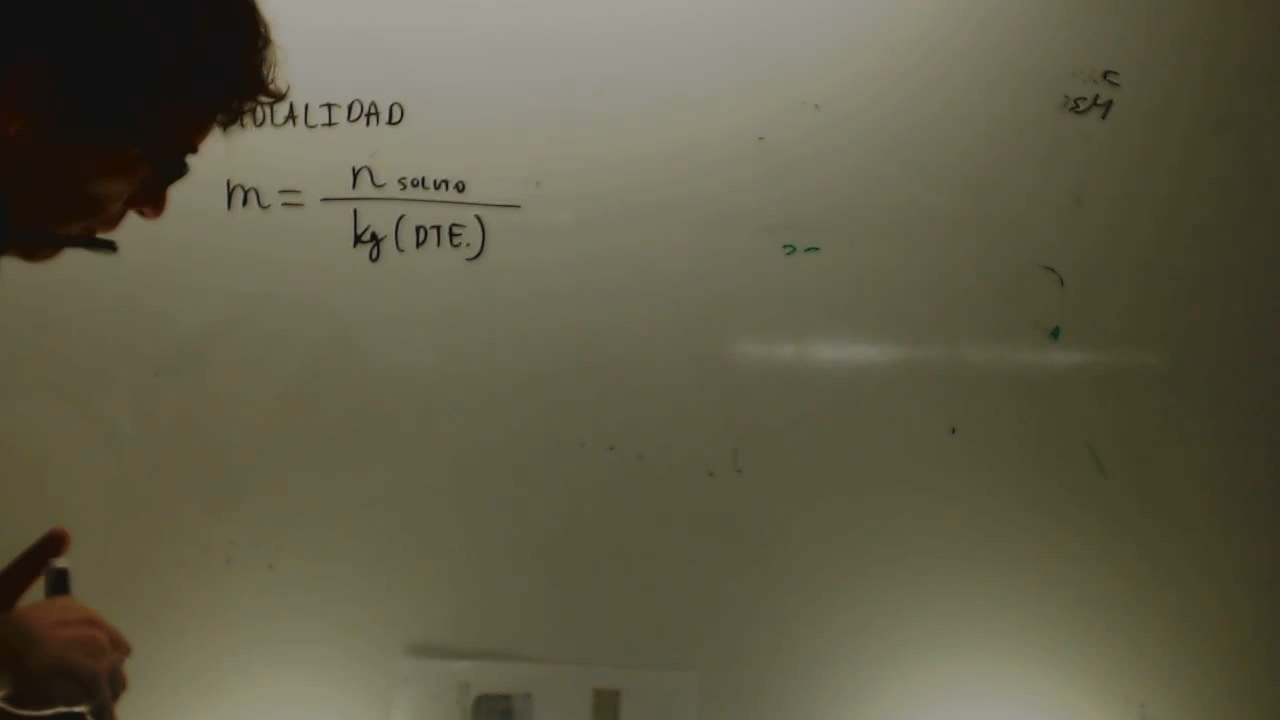 MOLALIDAD
m = n SOLUTO / kg (DTE.)